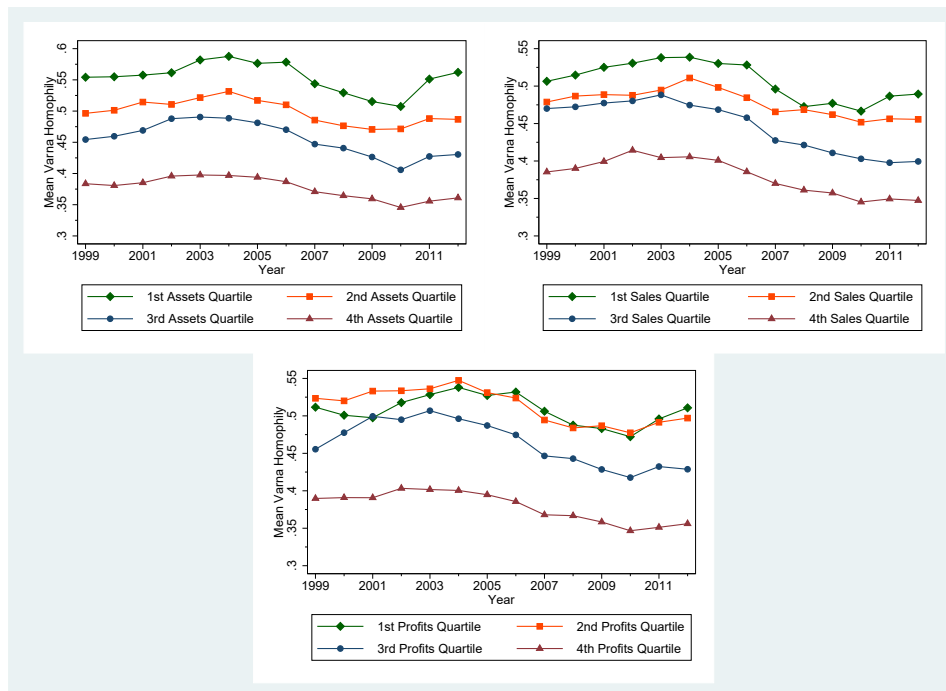 Mean Varna Homophily
.6
.55
.5
.45
.4
.35
.3
1999 2001 2003 2005 2007 2009 2011
Year
1st Assets Quartile 2nd Assets Quartile
3rd Assets Quartile 4th Assets Quartile
Mean Varna Homophily
.55
.5
.45
.4
.35
.3
1999 2001 2003 2005 2007 2009 2011
Year
1st Sales Quartile 2nd Sales Quartile
3rd Sales Quartile 4th Sales Quartile
Mean Varna Homophily
.55
.5
.45
.4
.35
.3
1999 2001 2003 2005 2007 2009 2011
Year
1st Profits Quartile 2nd Profits Quartile
3rd Profits Quartile 4th Profits Quartile